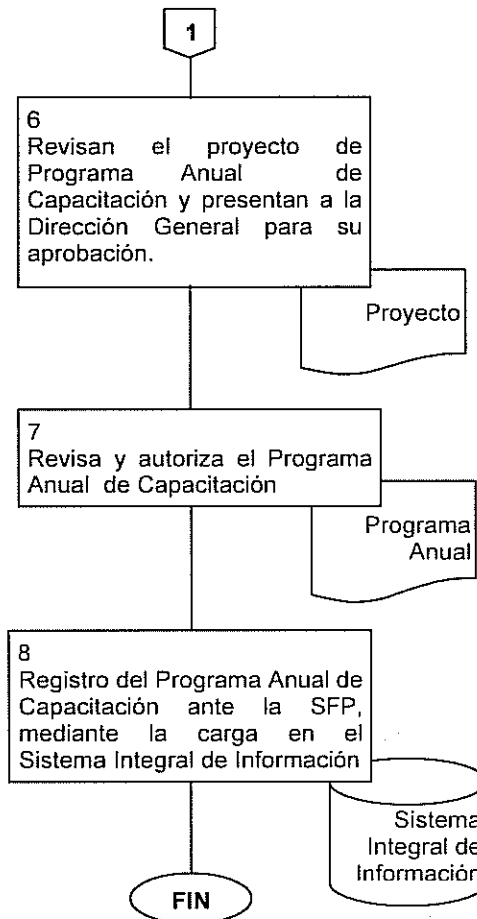 1
6
Revisan el proyecto de
Programa Anual de
Capacitación y presentan a la
Dirección General para su
aprobación.
Proyecto
7
Revisa y autoriza el Programa
Anual de Capacitación
Programa
Anual
8
Registro del Programa Anual de
Capacitación ante la SFP,
mediante la carga en el
Sistema Integral de Información
Sistema
Integral de
Información
FIN